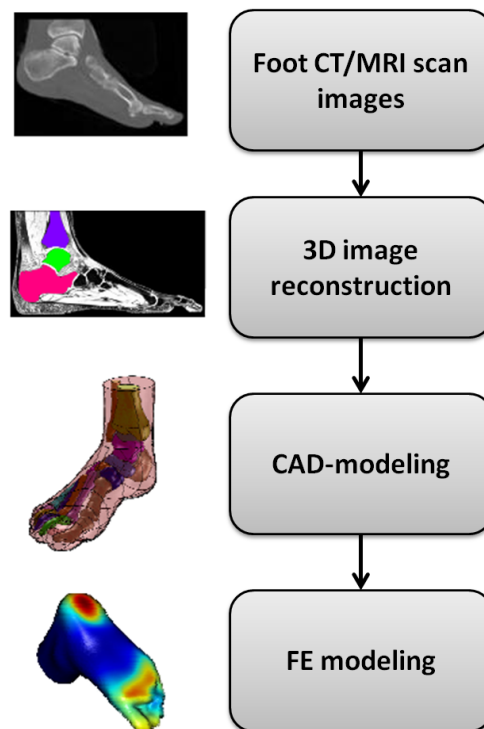 Foot CT/MRI scan
images
3D image
reconstruction
CAD-modeling
FE modeling